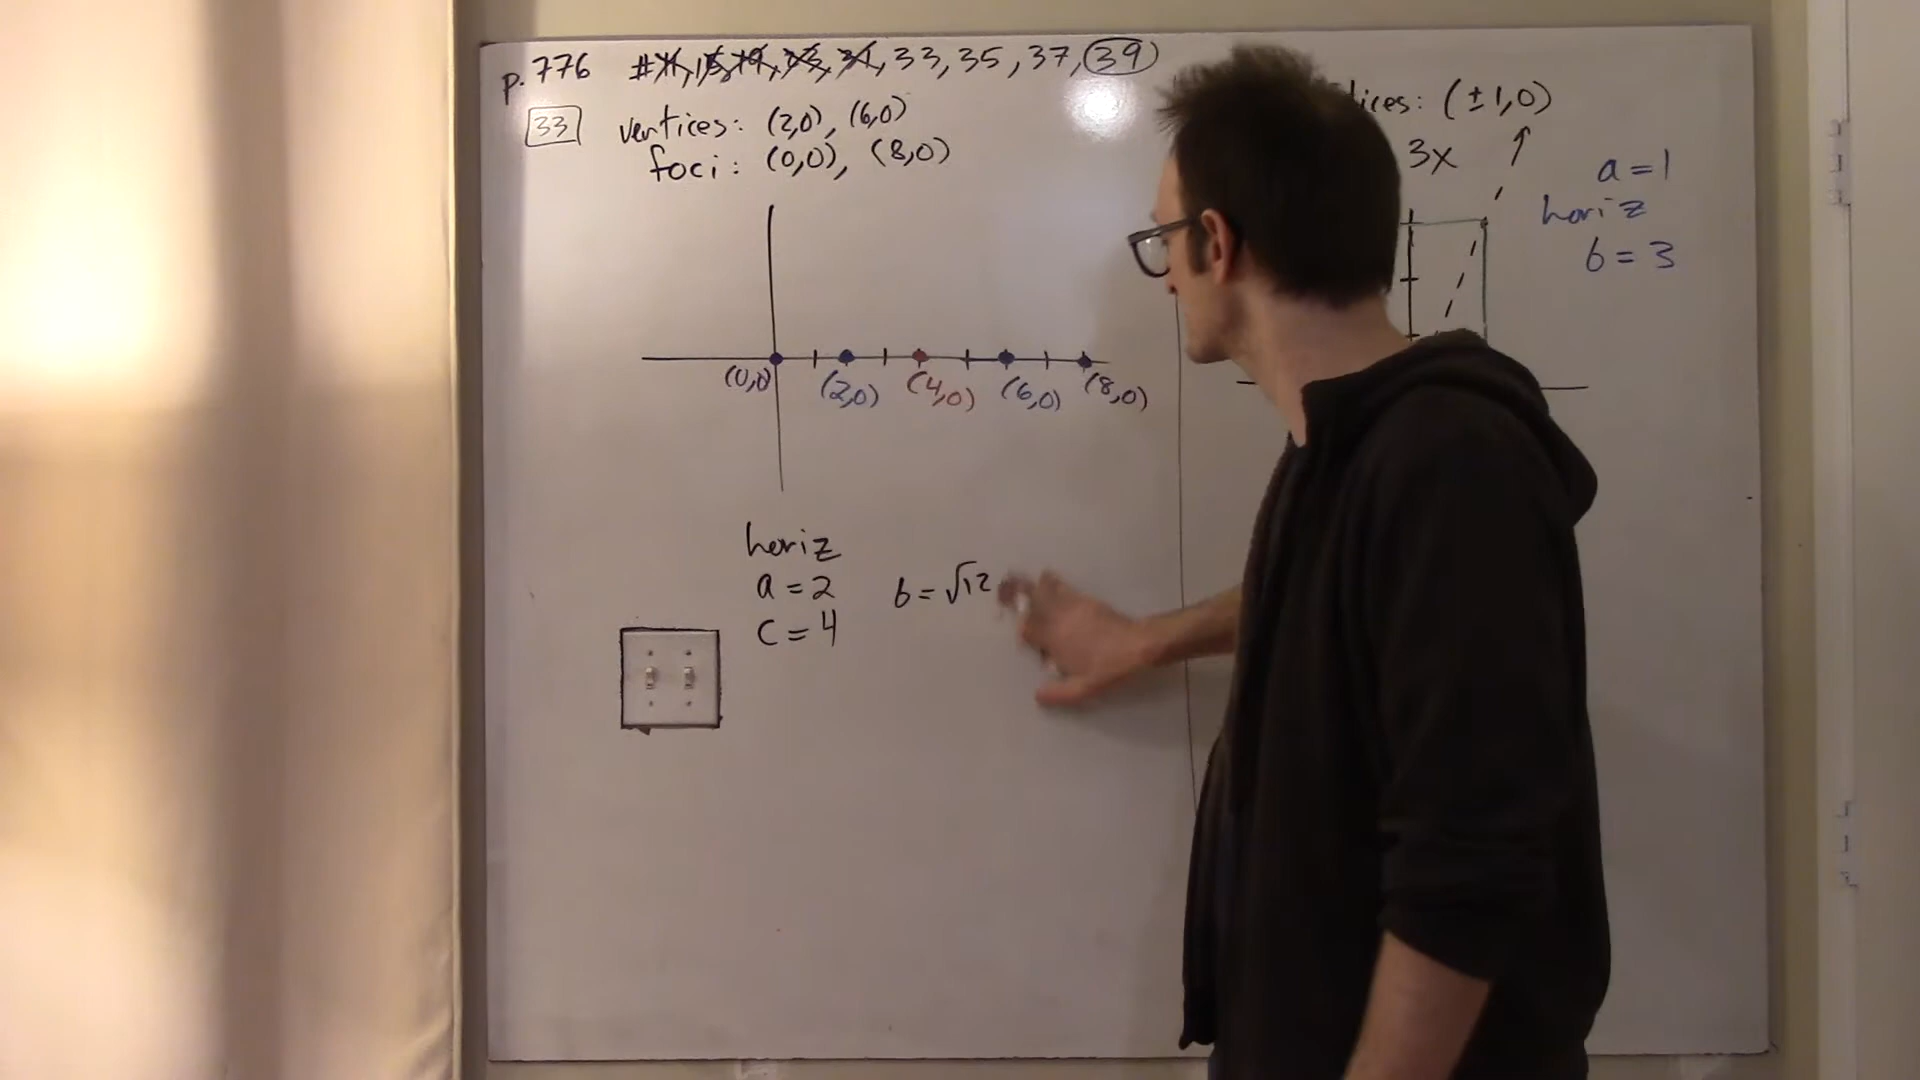 p. 776 #11, 15, 19, 23, 31, 33, 35, 37, 39
33 vertices: (2,0), (6,0)
foci: (0,0), (8,0)
(0,0) (2,0) (4,0) (6,0) (8,0)
horiz
a = 2 b = √12
c = 4
tices: (±1,0)
3x
a = 1
horiz
b = 3